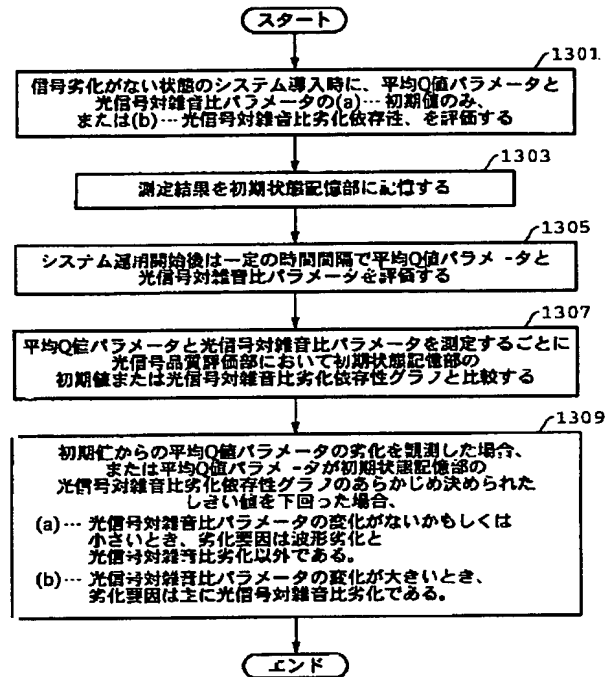 スタート
1301
信号劣化がない状態のシステム導入時に、平均Q値パラメータと
光信号対雑音比パラメータの(a)…初期値のみ、
または(b)…光信号対雑音比劣化依存性、を評価する
1303
測定結果を初期状態記憶部に記憶する
1305
システム運用開始後は一定の時間間隔で平均Q値パラメ-タと
光信号対雑音比パラメータを評価する
1307
平均Q値パラメータと光信号対雑音比パラメータを測定するごとに
光信号品質評価部において初期状態記憶部の
初期値または光信号対雑音比劣化依存性グラフと比較する
1309
初期値からの平均Q値パラメータの劣化を観測した場合、
または平均Q値パラメ-タが初期状態記憶部の
光信号対雑音比劣化依存性グラフのあらかじめ決められた
しきい値を下回った場合、
(a)… 光信号対雑音比パラメータの変化がないかもしくは
小さいとき、劣化要因は波形劣化と
光信号対雑音比劣化以外である。
(b)… 光信号対雑音比パラメータの変化が大きいとき、
劣化要因は主に光信号対雑音比劣化である。
エンド